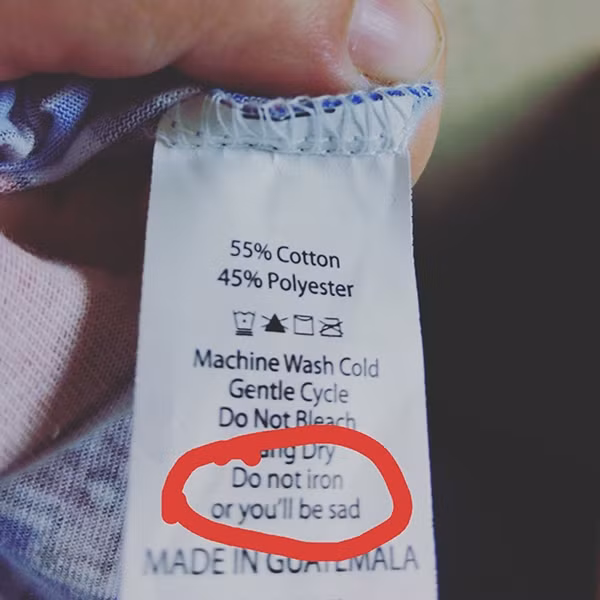 55% Cotton
45% Polyester
Machine Wash Cold
Gentle Cycle
Do Not Bleach
Hang Dry
Do not iron
or you'll be sad
MADE IN GUATEMALA